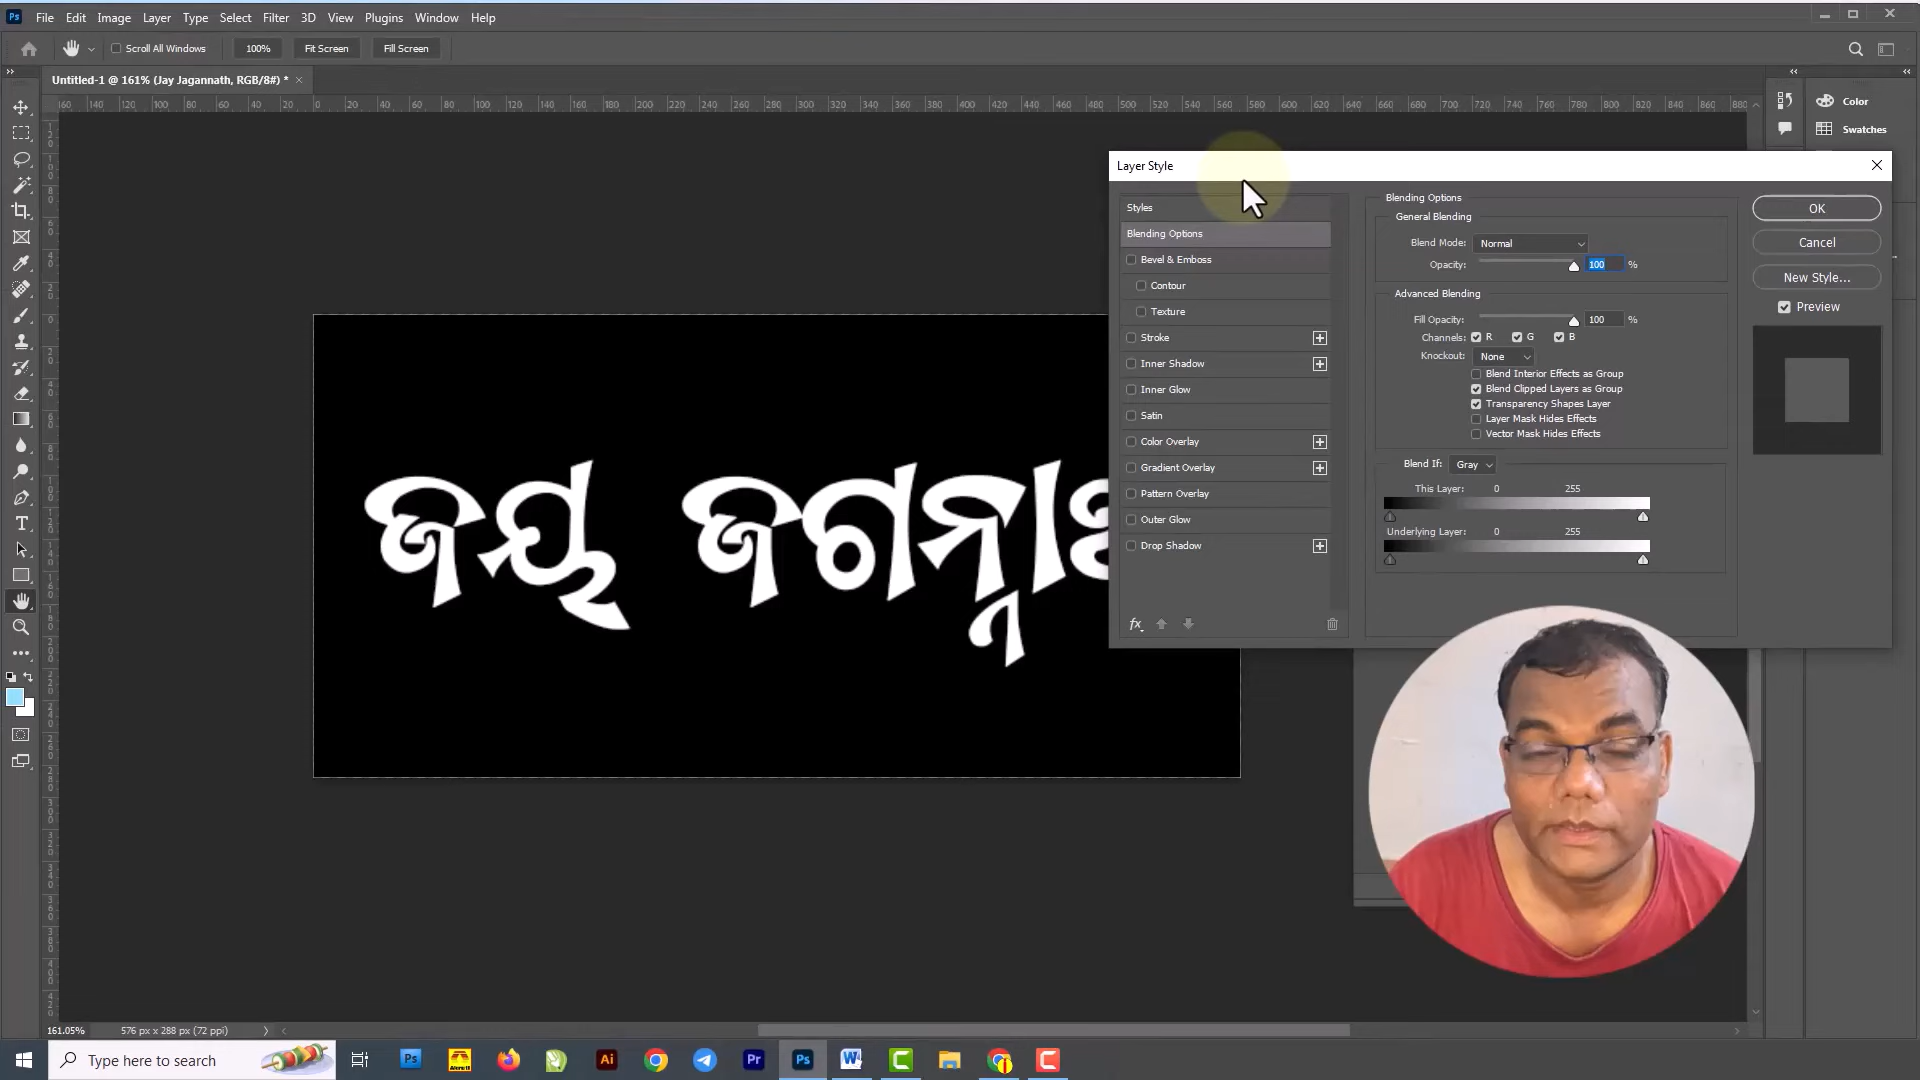 File Edit Image Layer Type Select Filter 3D View Plugins Window Help
Scroll All Windows 100% Fit Screen Fill Screen
Untitled-1 @ 161% (Jay Jagannath, RGB/8#) *
Color
Swatches
Layer Style
Styles
Blending Options
Bevel & Emboss
Contour
Texture
Stroke
Inner Shadow
Inner Glow
Satin
Color Overlay
Gradient Overlay
Pattern Overlay
Outer Glow
Drop Shadow
fx
Blending Options
General Blending
Blend Mode: Normal
Opacity: 100 %
Advanced Blending
Fill Opacity: 100 %
Channels: R G B
Knockout: None
Blend Interior Effects as Group
Blend Clipped Layers as Group
Transparency Shapes Layer
Layer Mask Hides Effects
Vector Mask Hides Effects
Blend If: Gray
This Layer: 0 255
Underlying Layer: 0 255
OK
Cancel
New Style...
Preview
ଜୟ ଜଗନ୍ନାଥ
161.05% 576 px x 288 px (72 ppi)
Type here to search